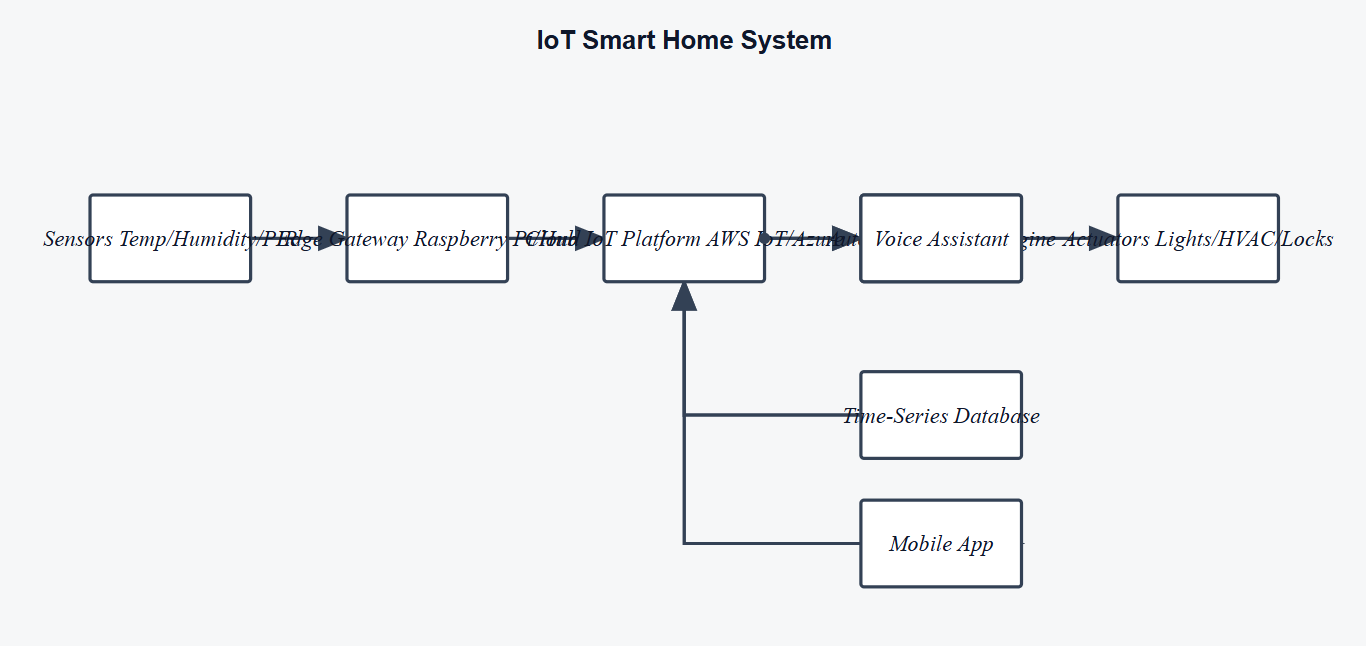 IoT Smart Home System
Sensors Temp/Humidity/PIR
Edge Gateway Raspberry Pi/Hub
Cloud IoT Platform AWS IoT/Azure
Voice Assistant
Actuators Lights/HVAC/Locks
Time-Series Database
Mobile App